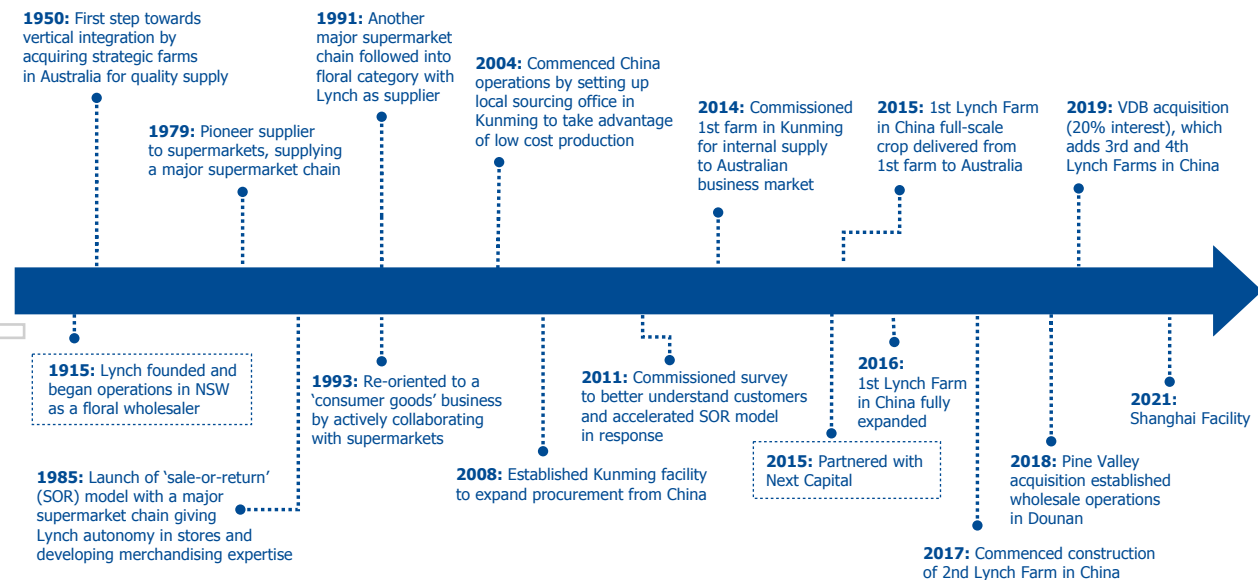 1950: First step towards
vertical integration by
acquiring strategic farms
in Australia for quality supply
1979: Pioneer supplier
to supermarkets, supplying
a major supermarket chain
1991: Another
major supermarket
chain followed into
floral category with
Lynch as supplier
2004: Commenced China
operations by setting up
local sourcing office in
Kunming to take advantage
of low cost production
2014: Commissioned
1st farm in Kunming
for internal supply
to Australian
business market
2015: 1st Lynch Farm
in China full-scale
crop delivered from
1st farm to Australia
2019: VDB acquisition
(20% interest), which
adds 3rd and 4th
Lynch Farms in China
1915: Lynch founded and
began operations in NSW
as a floral wholesaler
1985: Launch of ‘sale-or-return’
(SOR) model with a major
supermarket chain giving
Lynch autonomy in stores and
developing merchandising expertise
1993: Re-oriented to a
‘consumer goods’ business
by actively collaborating
with supermarkets
2008: Established Kunming facility
to expand procurement from China
2011: Commissioned survey
to better understand customers
and accelerated SOR model
in response
2015: Partnered with
Next Capital
2016:
1st Lynch Farm
in China fully
expanded
2017: Commenced construction
of 2nd Lynch Farm in China
2018: Pine Valley
acquisition established
wholesale operations
in Dounan
2021:
Shanghai Facility